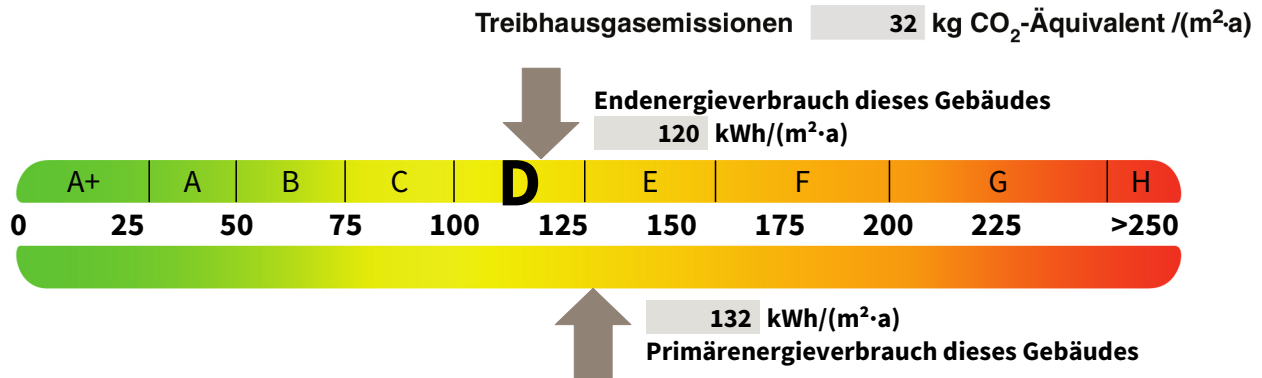 Treibhausgasemissionen 32 kg CO₂-Äquivalent /(m²·a)
Endenergieverbrauch dieses Gebäudes
120 kWh/(m²·a)
A+ A B C D E F G H
0 25 50 75 100 125 150 175 200 225 >250
132 kWh/(m²·a)
Primärenergieverbrauch dieses Gebäudes